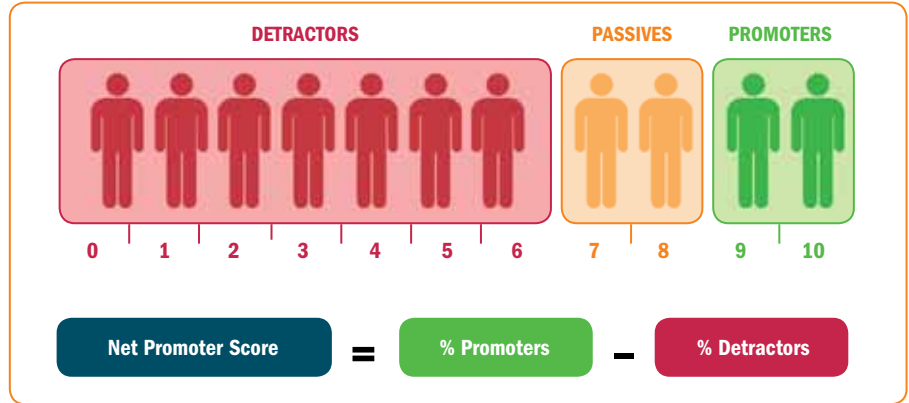 DETRACTORS PASSIVES PROMOTERS
0 1 2 3 4 5 6 7 8 9 10
Net Promoter Score = % Promoters – % Detractors